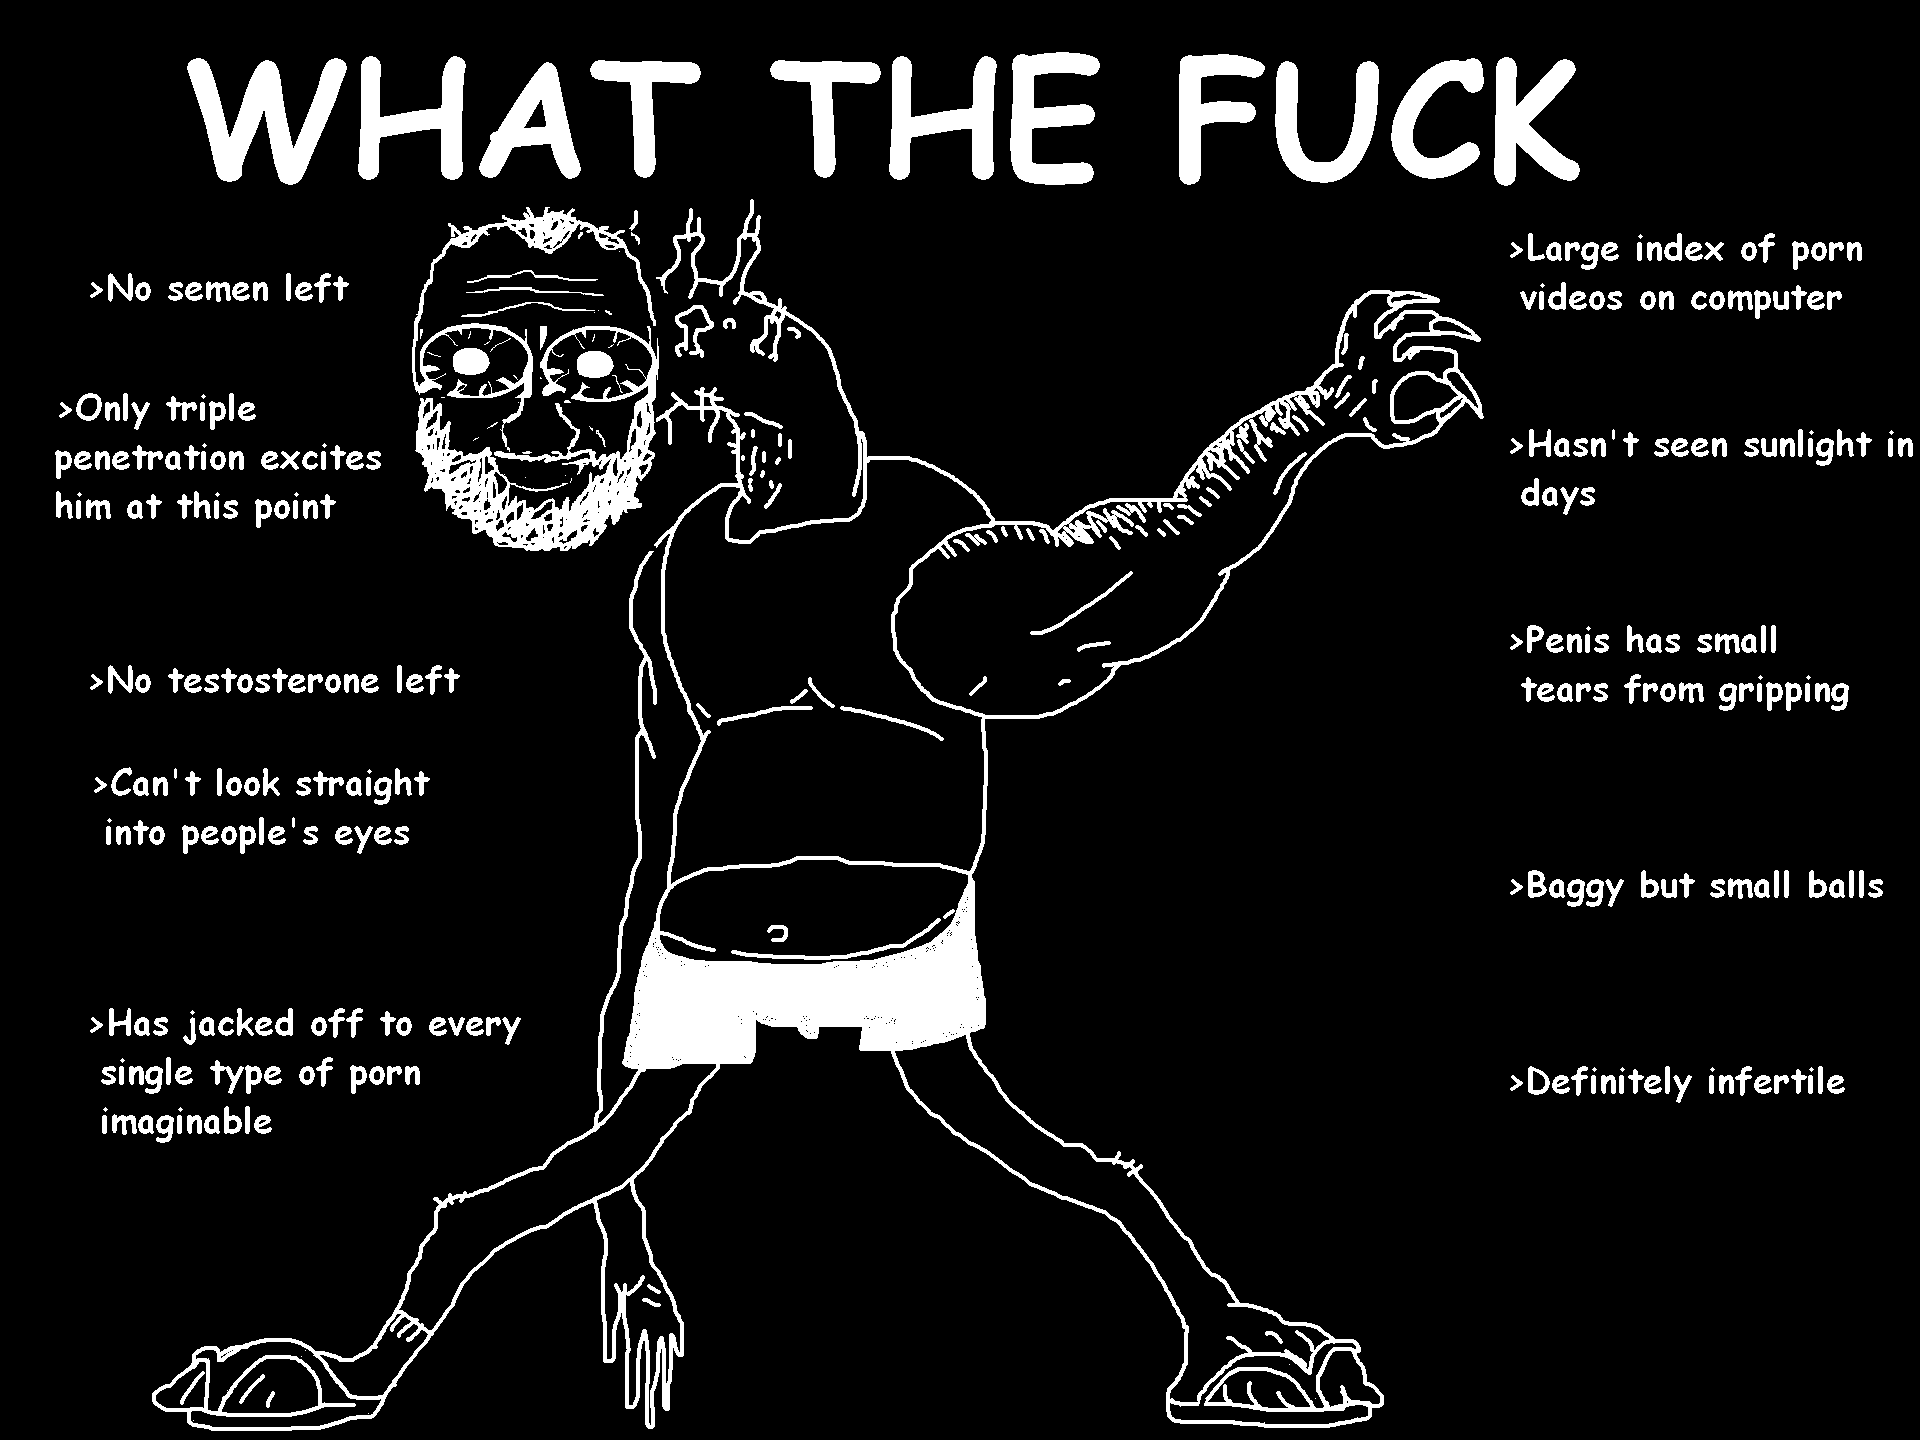 WHAT THE FUCK
>No semen left
>Only triple
penetration excites
him at this point
>No testosterone left
>Can't look straight
into people's eyes
>Has jacked off to every
single type of porn
imaginable
>Large index of porn
videos on computer
>Hasn't seen sunlight in
days
>Penis has small
tears from gripping
>Baggy but small balls
>Definitely infertile